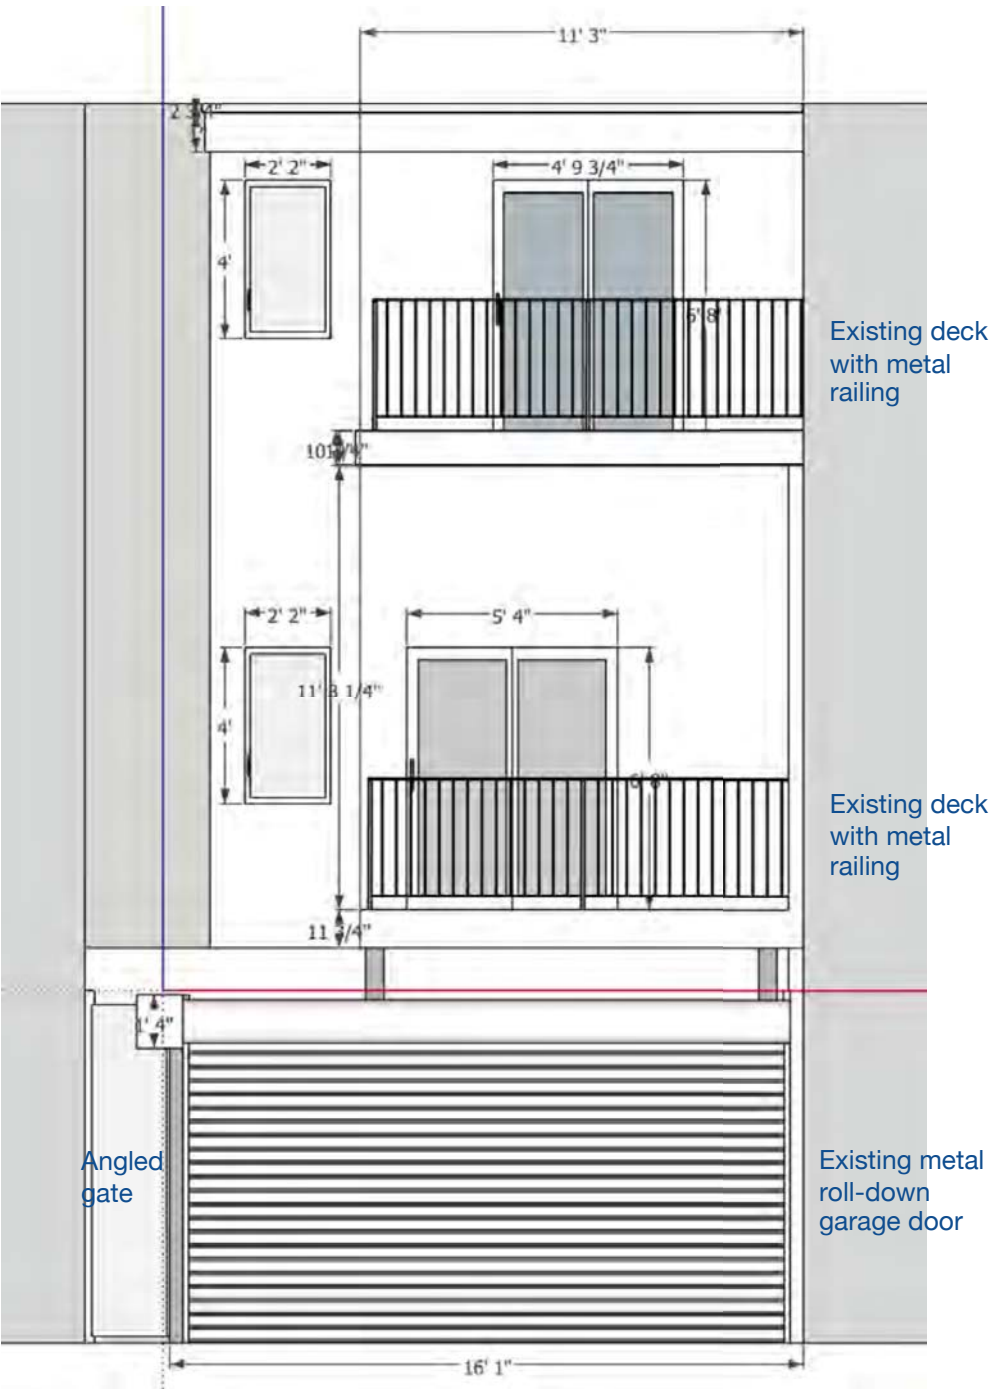 11' 3"
2' 2"
4' 9 3/4"
4'
6' 8"
Existing deck
with metal
railing
2' 2"
5' 4"
11' 3 1/4"
4'
6' 8"
Existing deck
with metal
railing
11 3/4"
1' 4"
Angled
gate
Existing metal
roll-down
garage door
16' 1"